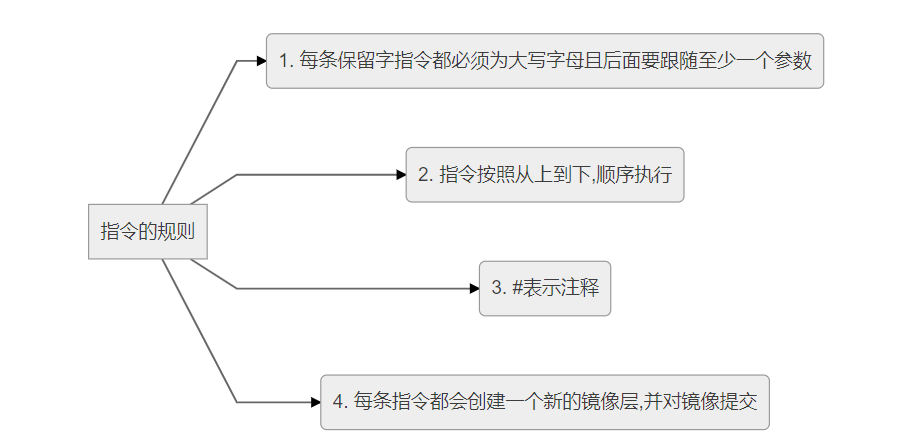 1. 每条保留字指令都必须为大写字母且后面要跟随至少一个参数
2. 指令按照从上到下,顺序执行
指令的规则
3. #表示注释
4. 每条指令都会创建一个新的镜像层,并对镜像提交